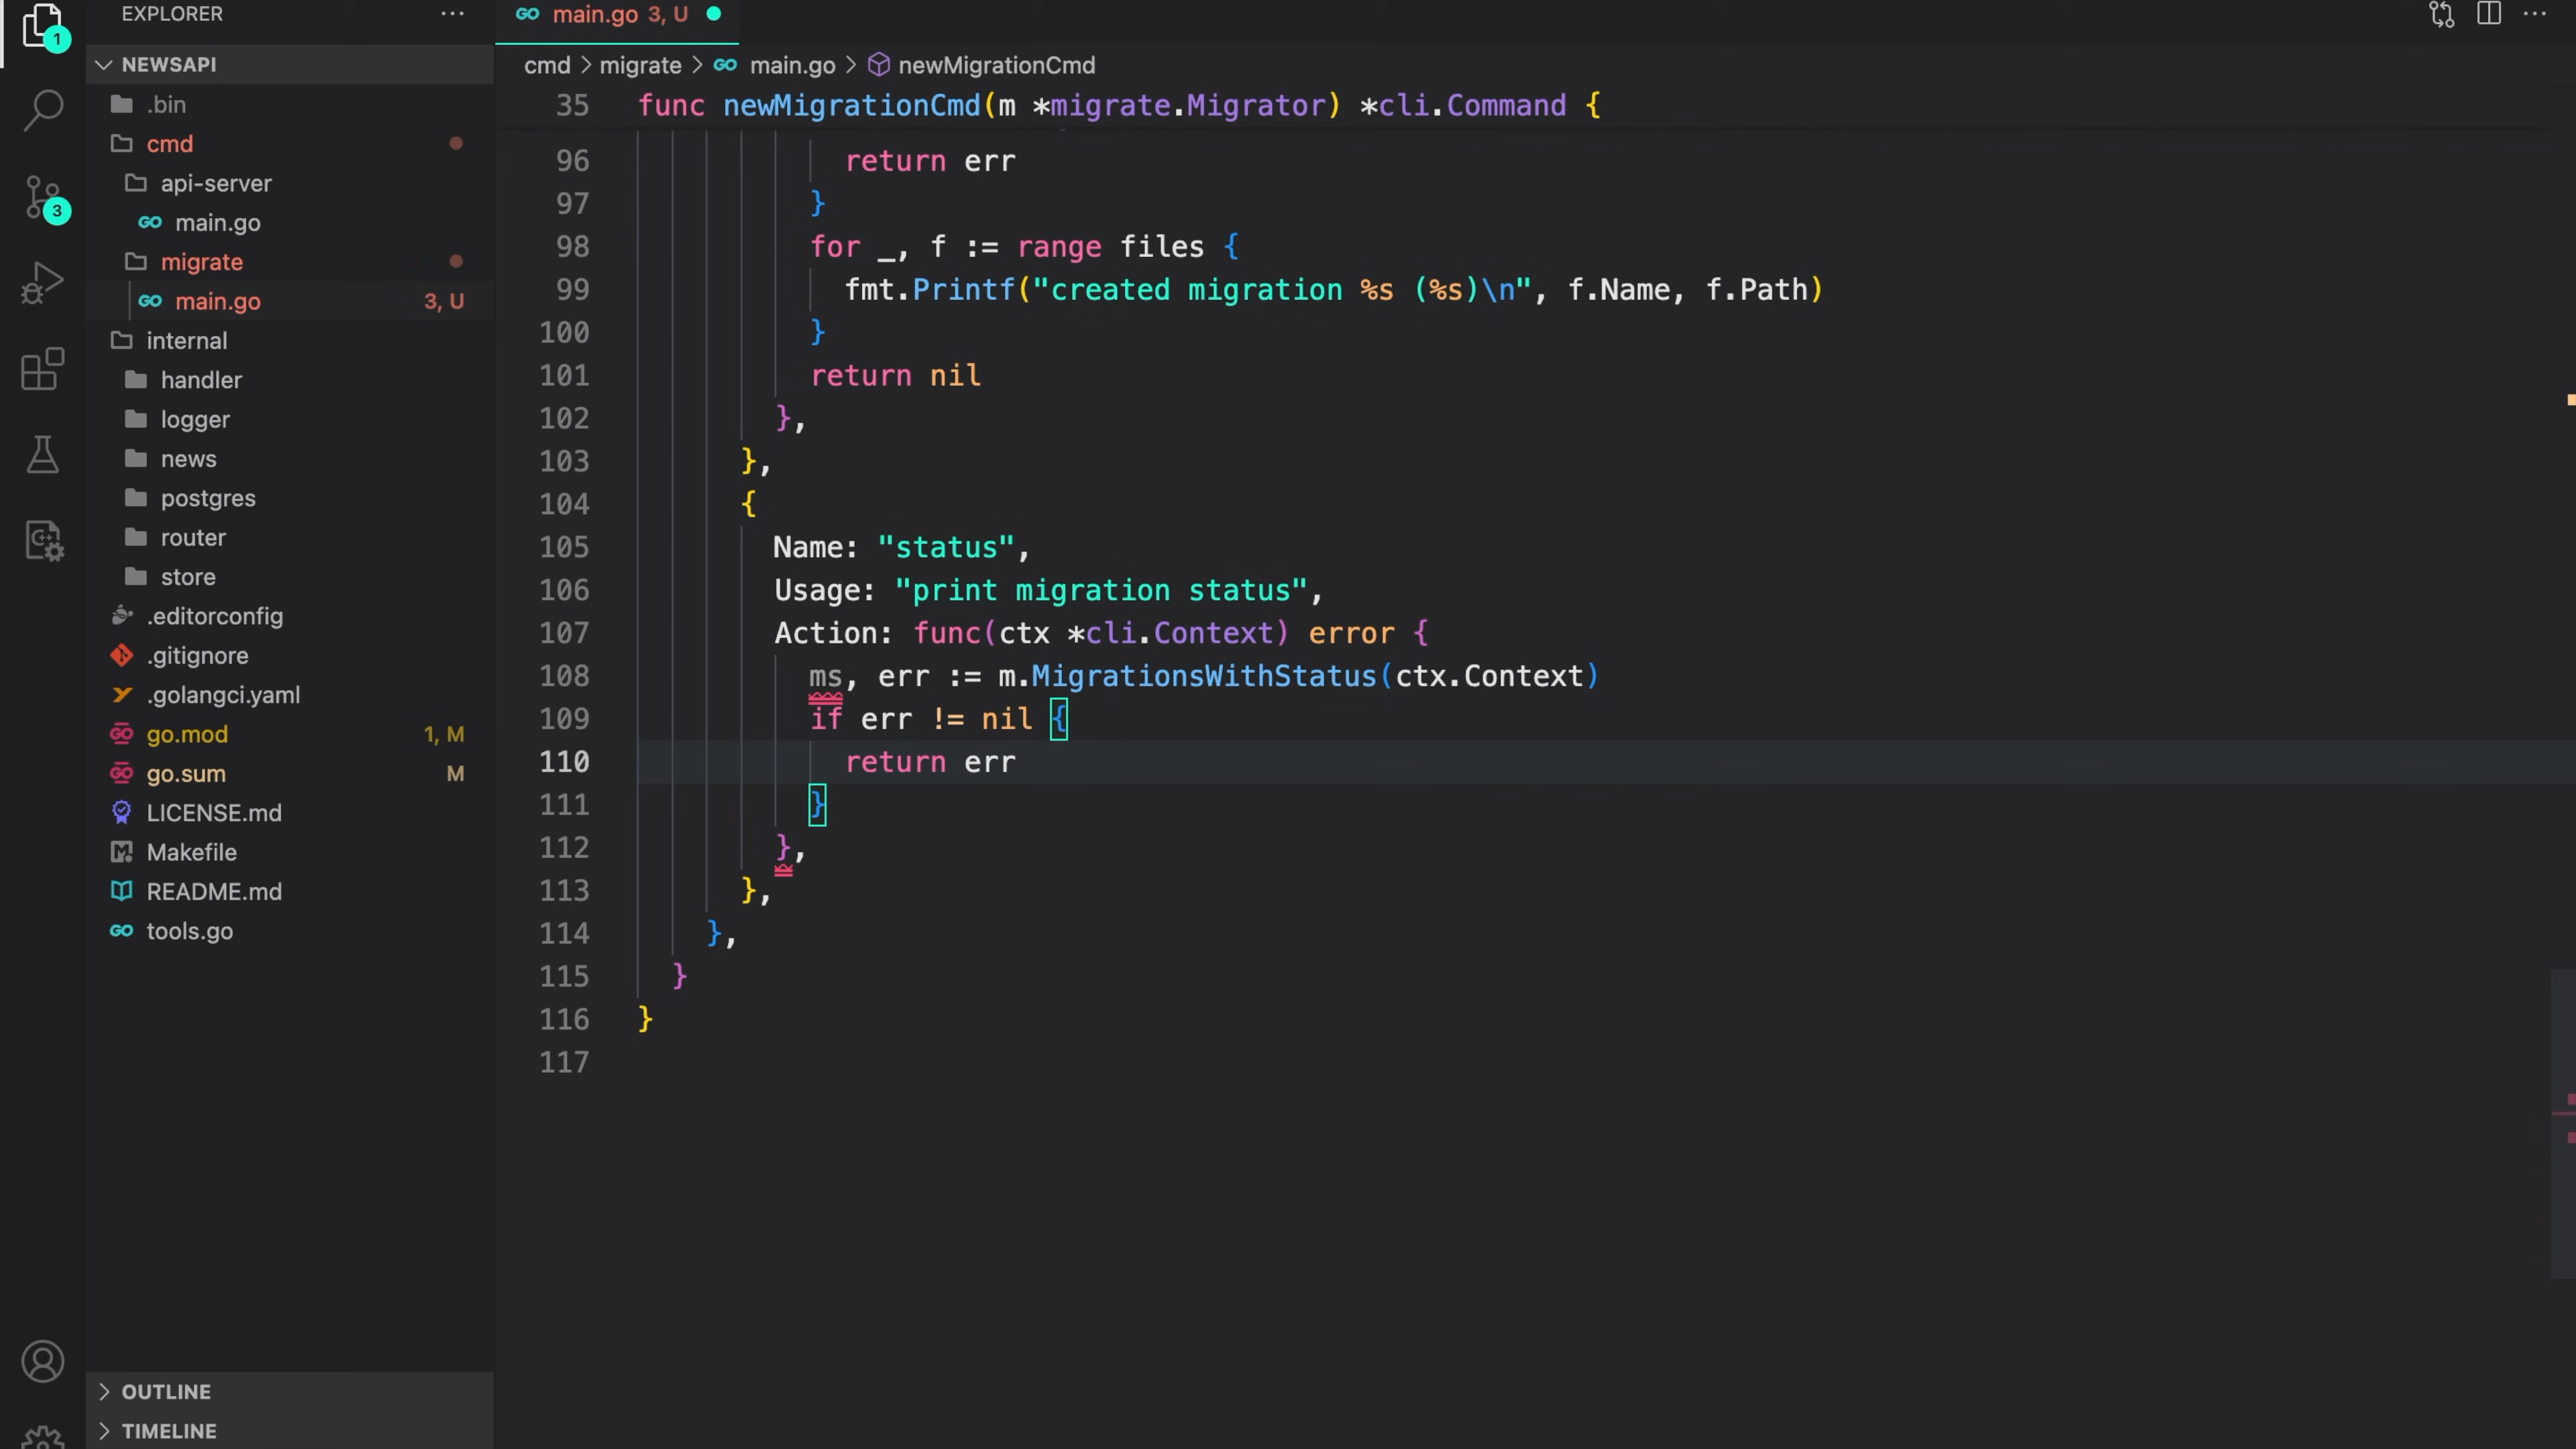 EXPLORER
NEWSAPI
.bin
cmd
api-server
main.go
migrate
main.go 3, U
internal
handler
logger
news
postgres
router
store
.editorconfig
.gitignore
.golangci.yaml
go.mod 1, M
go.sum M
LICENSE.md
Makefile
README.md
tools.go
OUTLINE
TIMELINE
1
3
main.go 3, U
cmd > migrate > main.go > newMigrationCmd
35 func newMigrationCmd(m *migrate.Migrator) *cli.Command {
96 return err
97 }
98 for _, f := range files {
99 fmt.Printf("created migration %s (%s)\n", f.Name, f.Path)
100 }
101 return nil
102 },
103 },
104 {
105 Name: "status",
106 Usage: "print migration status",
107 Action: func(ctx *cli.Context) error {
108 ms, err := m.MigrationsWithStatus(ctx.Context)
109 if err != nil {
110 return err
111 }
112 },
113 },
114 },
115 }
116 }
117